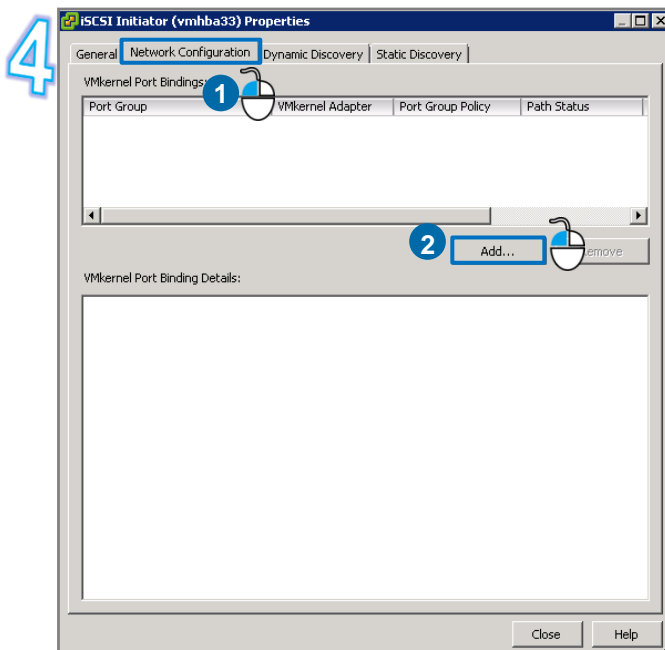 4
iSCSI Initiator (vmhba33) Properties
General Network Configuration Dynamic Discovery Static Discovery
VMkernel Port Bindings:
1
Port Group VMkernel Adapter Port Group Policy Path Status
2
Add...
VMkernel Port Binding Details:
Close Help